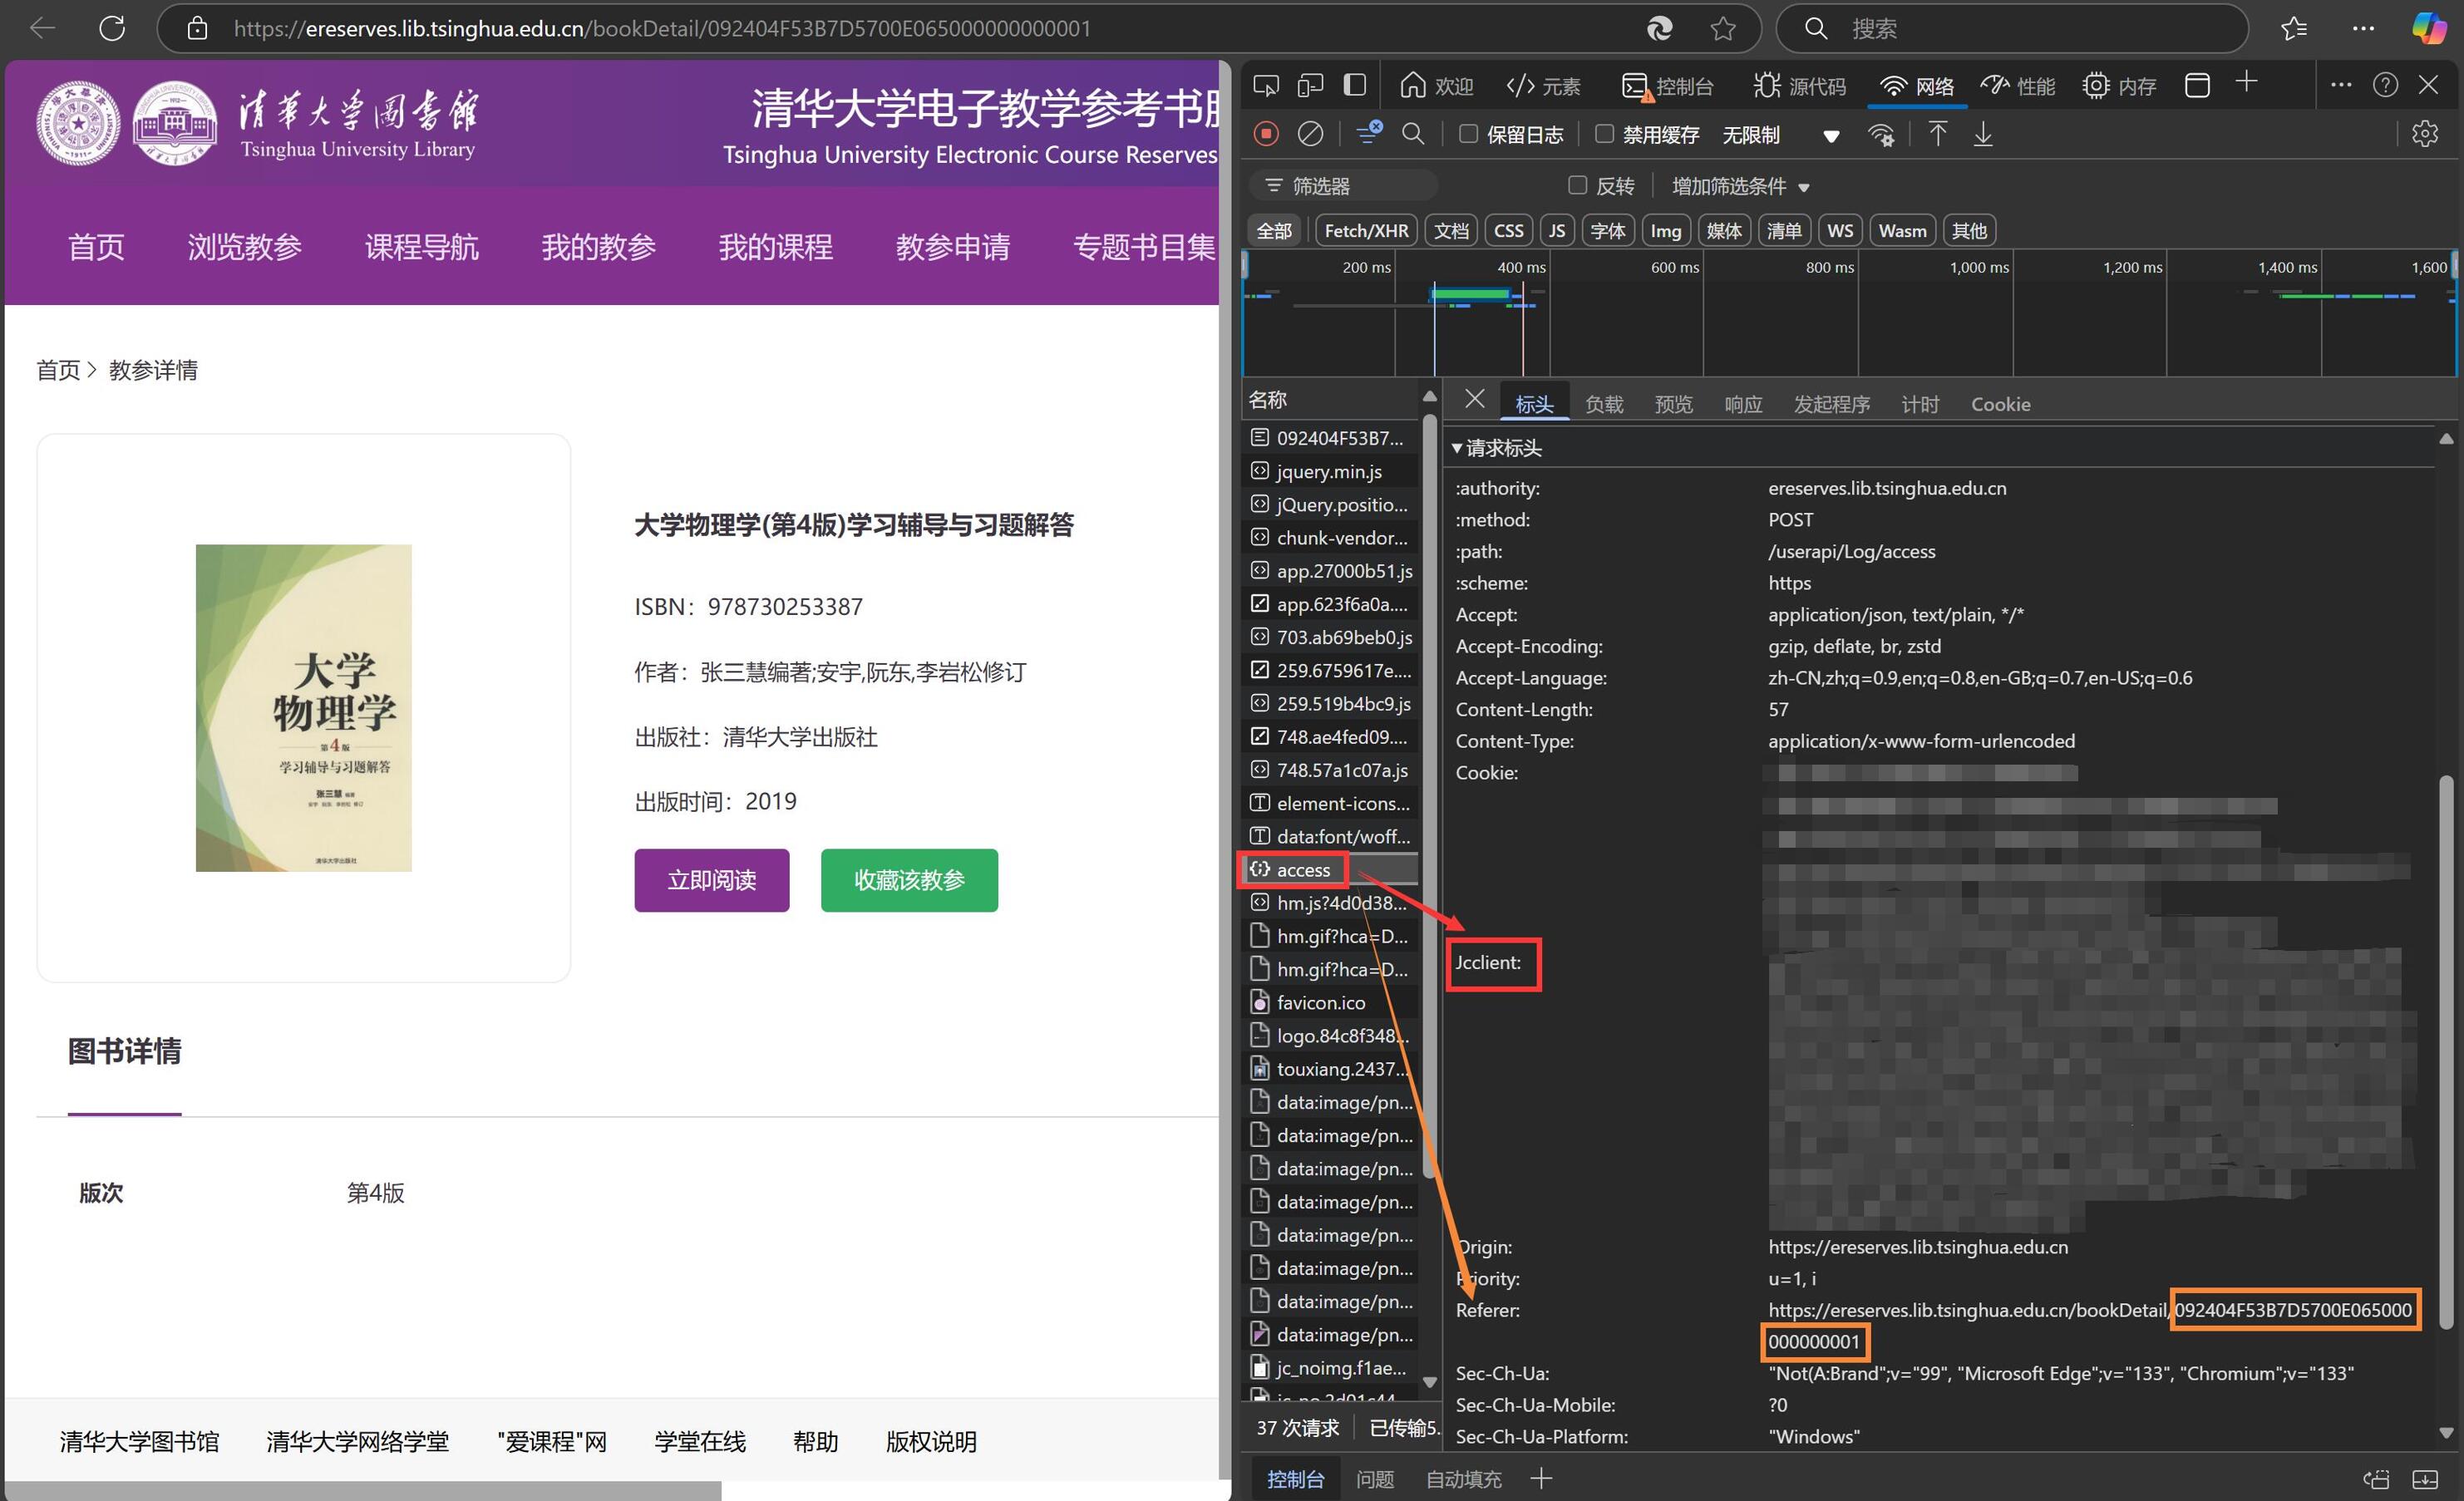 https://ereserves.lib.tsinghua.edu.cn/bookDetail/092404F53B7D5700E065000000000001
搜索
清華大学圖書館
Tsinghua University Library
清华大学电子教学参考书服
Tsinghua University Electronic Course Reserves
首页 浏览教参 课程导航 我的教参 我的课程 教参申请 专题书目集
首页 > 教参详情
大学
物理学
第4版
学习辅导与习题解答
张三慧 编著
清华大学出版社
大学物理学(第4版)学习辅导与习题解答
ISBN：978730253387
作者：张三慧编著;安宇,阮东,李岩松修订
出版社：清华大学出版社
出版时间：2019
立即阅读 收藏该教参
图书详情
版次 第4版
清华大学图书馆 清华大学网络学堂 "爱课程"网 学堂在线 帮助 版权说明
欢迎 元素 控制台 源代码 网络 性能 内存
保留日志 禁用缓存 无限制
筛选器 反转 增加筛选条件
全部 Fetch/XHR 文档 CSS JS 字体 Img 媒体 清单 WS Wasm 其他
200 ms 400 ms 600 ms 800 ms 1,000 ms 1,200 ms 1,400 ms 1,600
名称
092404F53B7...
jquery.min.js
jQuery.positio...
chunk-vendor...
app.27000b51.js
app.623f6a0a....
703.ab69beb0.js
259.6759617e....
259.519b4bc9.js
748.ae4fed09....
748.57a1c07a.js
element-icons...
data:font/woff...
access
hm.js?4d0d38...
hm.gif?hca=D...
hm.gif?hca=D...
favicon.ico
logo.84c8f348...
touxiang.2437...
data:image/pn...
data:image/pn...
data:image/pn...
data:image/pn...
data:image/pn...
data:image/pn...
data:image/pn...
data:image/pn...
jc_noimg.f1ae...
37 次请求 已传输5.
标头 负载 预览 响应 发起程序 计时 Cookie
请求标头
:authority: ereserves.lib.tsinghua.edu.cn
:method: POST
:path: /userapi/Log/access
:scheme: https
Accept: application/json, text/plain, */*
Accept-Encoding: gzip, deflate, br, zstd
Accept-Language: zh-CN,zh;q=0.9,en;q=0.8,en-GB;q=0.7,en-US;q=0.6
Content-Length: 57
Content-Type: application/x-www-form-urlencoded
Cookie:
Jcclient:
Origin: https://ereserves.lib.tsinghua.edu.cn
Priority: u=1, i
Referer: https://ereserves.lib.tsinghua.edu.cn/bookDetail/092404F53B7D5700E065000
000000001
Sec-Ch-Ua: "Not(A:Brand";v="99", "Microsoft Edge";v="133", "Chromium";v="133"
Sec-Ch-Ua-Mobile: ?0
Sec-Ch-Ua-Platform: "Windows"
控制台 问题 自动填充